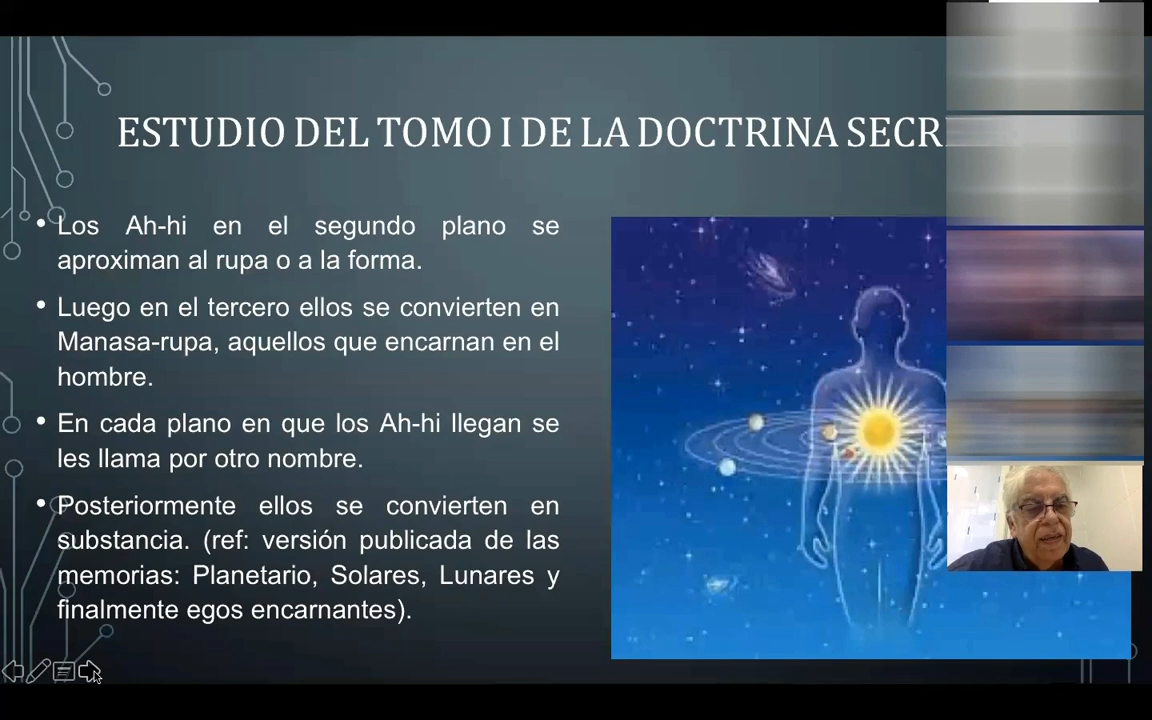 ESTUDIO DEL TOMO I DE LA DOCTRINA
• Los Ah-hi en el segundo plano se
aproximan al rupa o a la forma.
• Luego en el tercero ellos se convierten en
Manasa-rupa, aquellos que encarnan en el
hombre.
• En cada plano en que los Ah-hi llegan se
les llama por otro nombre.
• Posteriormente ellos se convierten en
substancia. (ref: versión publicada de las
memorias: Planetario, Solares, Lunares y
finalmente egos encarnantes).